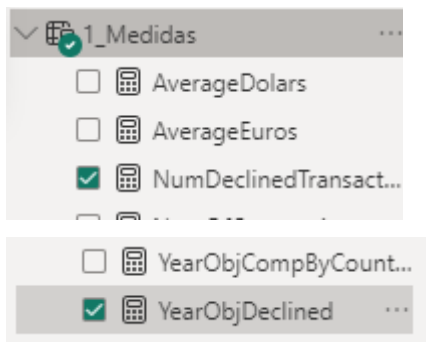 1_Medidas ...
AverageDolars
AverageEuros
NumDeclinedTransact...
YearObjCompByCount...
YearObjDeclined ...